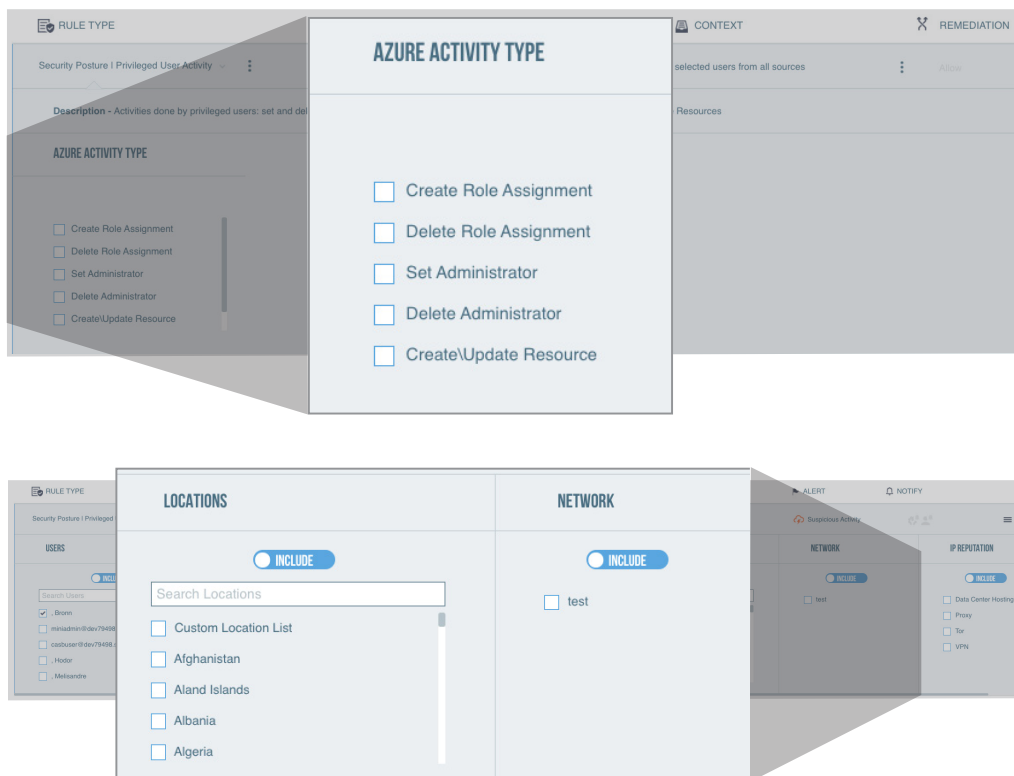 RULE TYPE
CONTEXT
REMEDIATION
Security Posture | Privileged User Activity
selected users from all sources
Allow
Description - Activities done by privileged users: set and del
Resources
AZURE ACTIVITY TYPE
Create Role Assignment
Delete Role Assignment
Set Administrator
Delete Administrator
Create\Update Resource
AZURE ACTIVITY TYPE
Create Role Assignment
Delete Role Assignment
Set Administrator
Delete Administrator
Create\Update Resource
RULE TYPE
ALERT
NOTIFY
Security Posture | Privileged
Suspicious Activity
USERS
INCLU
Search Users
, Bronn
miniadmin@dev79498.
casbuser@dev79498.c
, Hodor
, Melisandre
LOCATIONS
INCLUDE
Search Locations
Custom Location List
Afghanistan
Aland Islands
Albania
Algeria
NETWORK
INCLUDE
test
NETWORK
INCLUDE
test
IP REPUTATION
INCLUDE
Data Center Hosting
Proxy
Tor
VPN